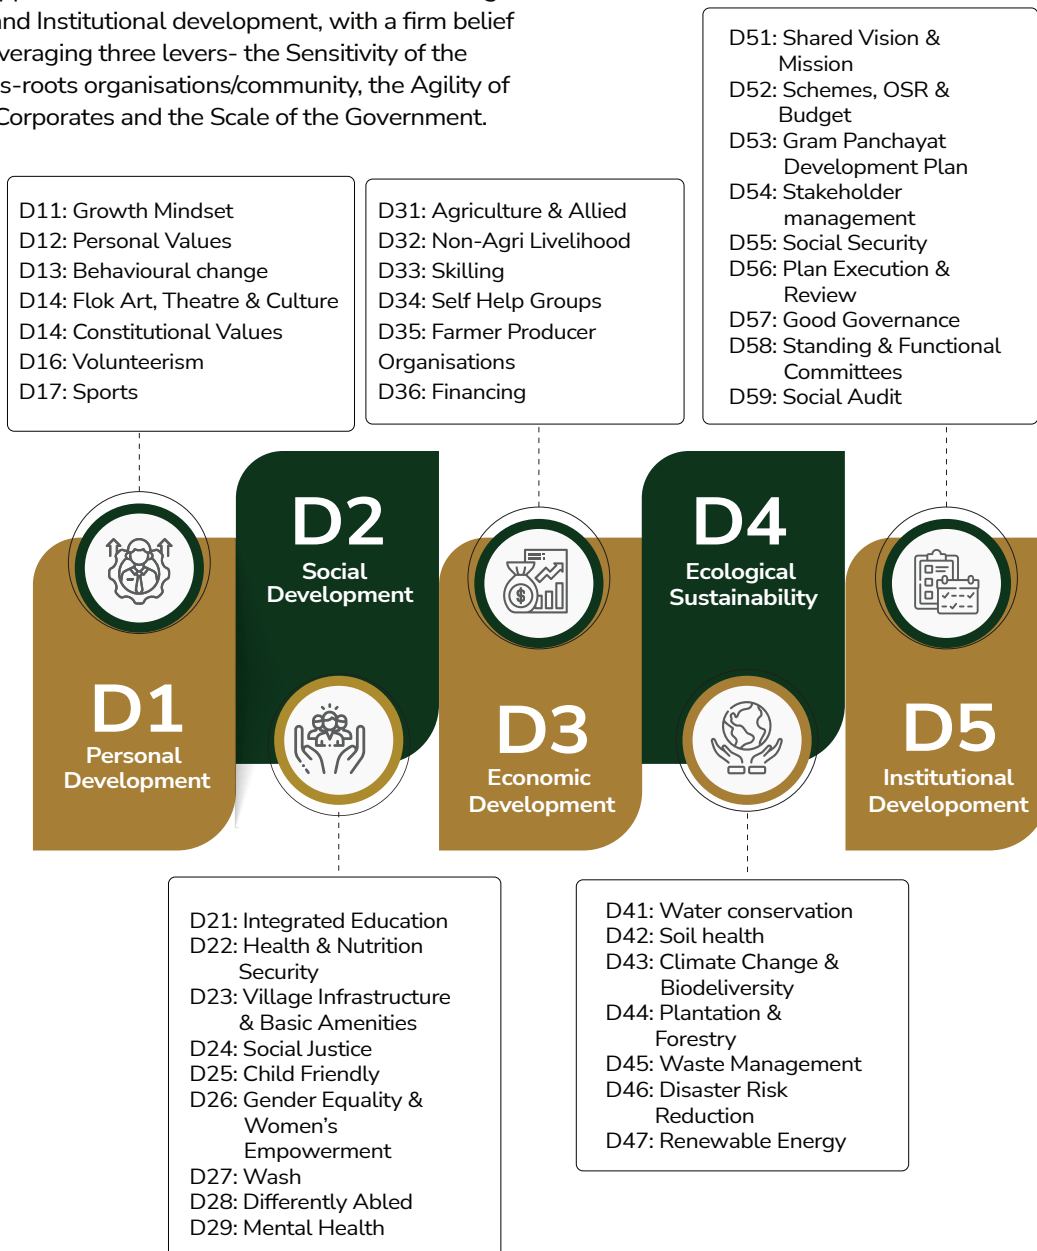 and Institutional development, with a firm belief
veraging three levers- the Sensitivity of the
s-roots organisations/community, the Agility of
Corporates and the Scale of the Government.
D11: Growth Mindset
D12: Personal Values
D13: Behavioural change
D14: Flok Art, Theatre & Culture
D14: Constitutional Values
D16: Volunteerism
D17: Sports
D31: Agriculture & Allied
D32: Non-Agri Livelihood
D33: Skilling
D34: Self Help Groups
D35: Farmer Producer
Organisations
D36: Financing
D51: Shared Vision &
Mission
D52: Schemes, OSR &
Budget
D53: Gram Panchayat
Development Plan
D54: Stakeholder
management
D55: Social Security
D56: Plan Execution &
Review
D57: Good Governance
D58: Standing & Functional
Committees
D59: Social Audit
D1
Personal
Development
D2
Social
Development
D3
Economic
Development
D4
Ecological
Sustainability
D5
Institutional
Developoment
D21: Integrated Education
D22: Health & Nutrition
Security
D23: Village Infrastructure
& Basic Amenities
D24: Social Justice
D25: Child Friendly
D26: Gender Equality &
Women's
Empowerment
D27: Wash
D28: Differently Abled
D29: Mental Health
D41: Water conservation
D42: Soil health
D43: Climate Change &
Biodeliversity
D44: Plantation &
Forestry
D45: Waste Management
D46: Disaster Risk
Reduction
D47: Renewable Energy